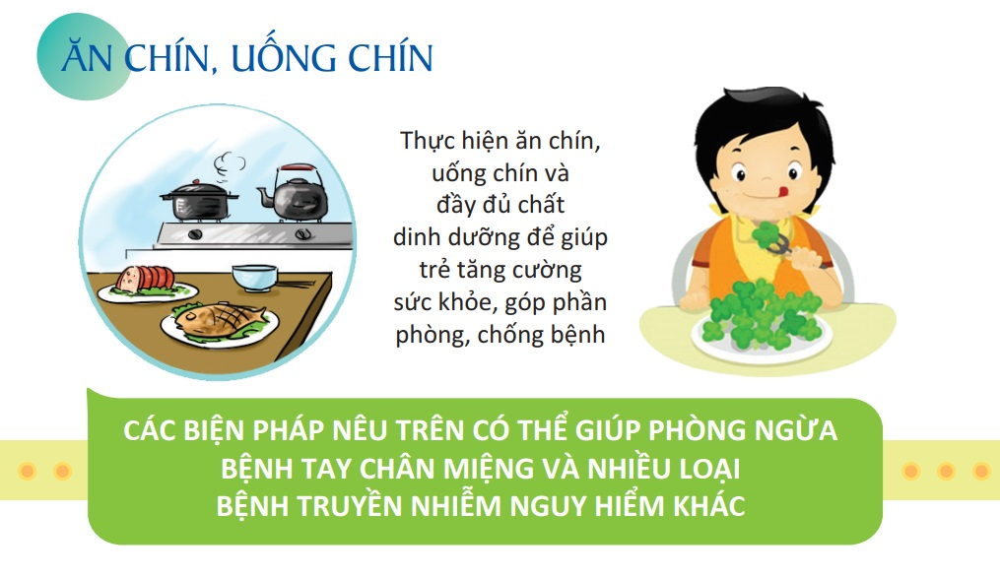 ĂN CHÍN, UỐNG CHÍN
Thực hiện ăn chín,
uống chín và
đầy đủ chất
dinh dưỡng để giúp
trẻ tăng cường
sức khỏe, góp phần
phòng, chống bệnh
CÁC BIỆN PHÁP NÊU TRÊN CÓ THỂ GIÚP PHÒNG NGỪA
BỆNH TAY CHÂN MIỆNG VÀ NHIỀU LOẠI
BỆNH TRUYỀN NHIỄM NGUY HIỂM KHÁC